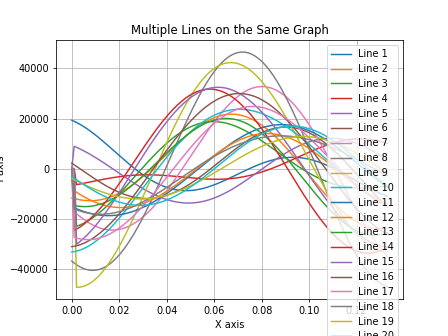 Multiple Lines on the Same Graph
40000
20000
0
−20000
−40000
axis
0.00
0.02
0.04
0.06
0.08
0.10
X axis
Line 1
Line 2
Line 3
Line 4
Line 5
Line 6
Line 7
Line 8
Line 9
Line 10
Line 11
Line 12
Line 13
Line 14
Line 15
Line 16
Line 17
Line 18
Line 19
Line 20